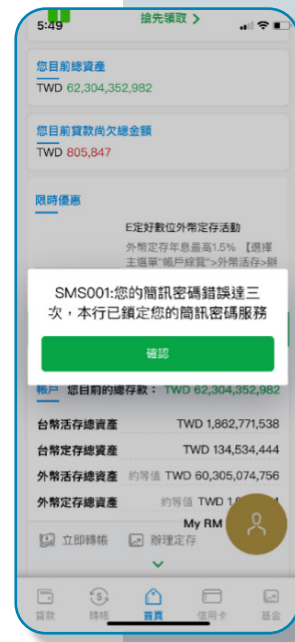 5:49
搶先領取 >
您目前總資產
TWD 62,304,352,982
您目前貸款尚欠總金額
TWD 805,847
限時優惠
E定好數位外幣定存活動
外幣定存年息最高1.5% 【選擇
主選單"帳戶綜覽">外幣活存>辦
SMS001:您的簡訊密碼錯誤達三
次，本行已鎖定您的簡訊密碼服務
確認
帳戶 您目前的總存款： TWD 62,304,352,982
台幣活存總資產 TWD 1,862,771,538
台幣定存總資產 TWD 134,534,444
外幣活存總資產 約等值 TWD 60,305,074,756
外幣定存總資產 約等值 TWD
My RM
立即轉帳 辦理定存
貸款 轉帳 首頁 信用卡 基金